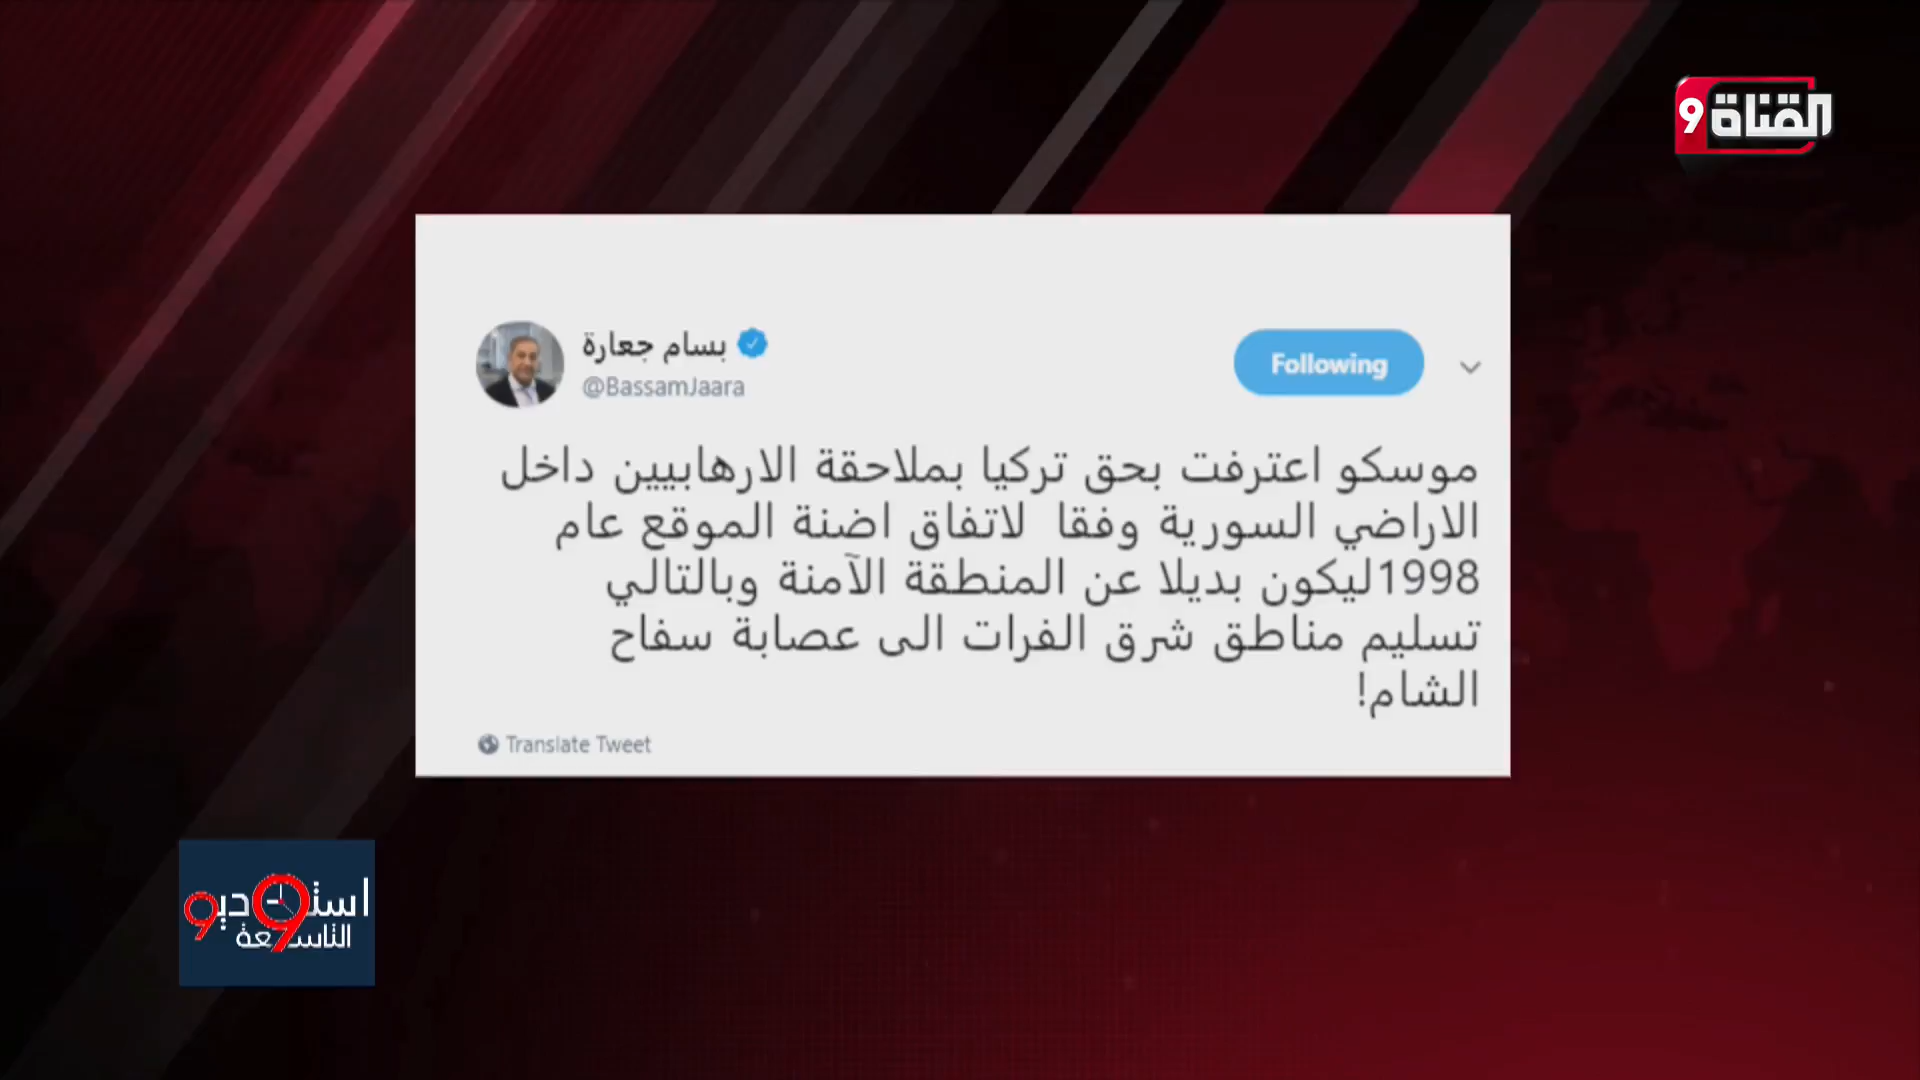 القناة 9
بسام جعارة
@BassamJaara
Following
موسكو اعترفت بحق تركيا بملاحقة الارهابيين داخل
الاراضي السورية وفقا لاتفاق اضنة الموقع عام
1998ليكون بديلا عن المنطقة الآمنة وبالتالي
تسليم مناطق شرق الفرات الى عصابة سفاح
الشام!
Translate Tweet
استوديو 9
التاسعة